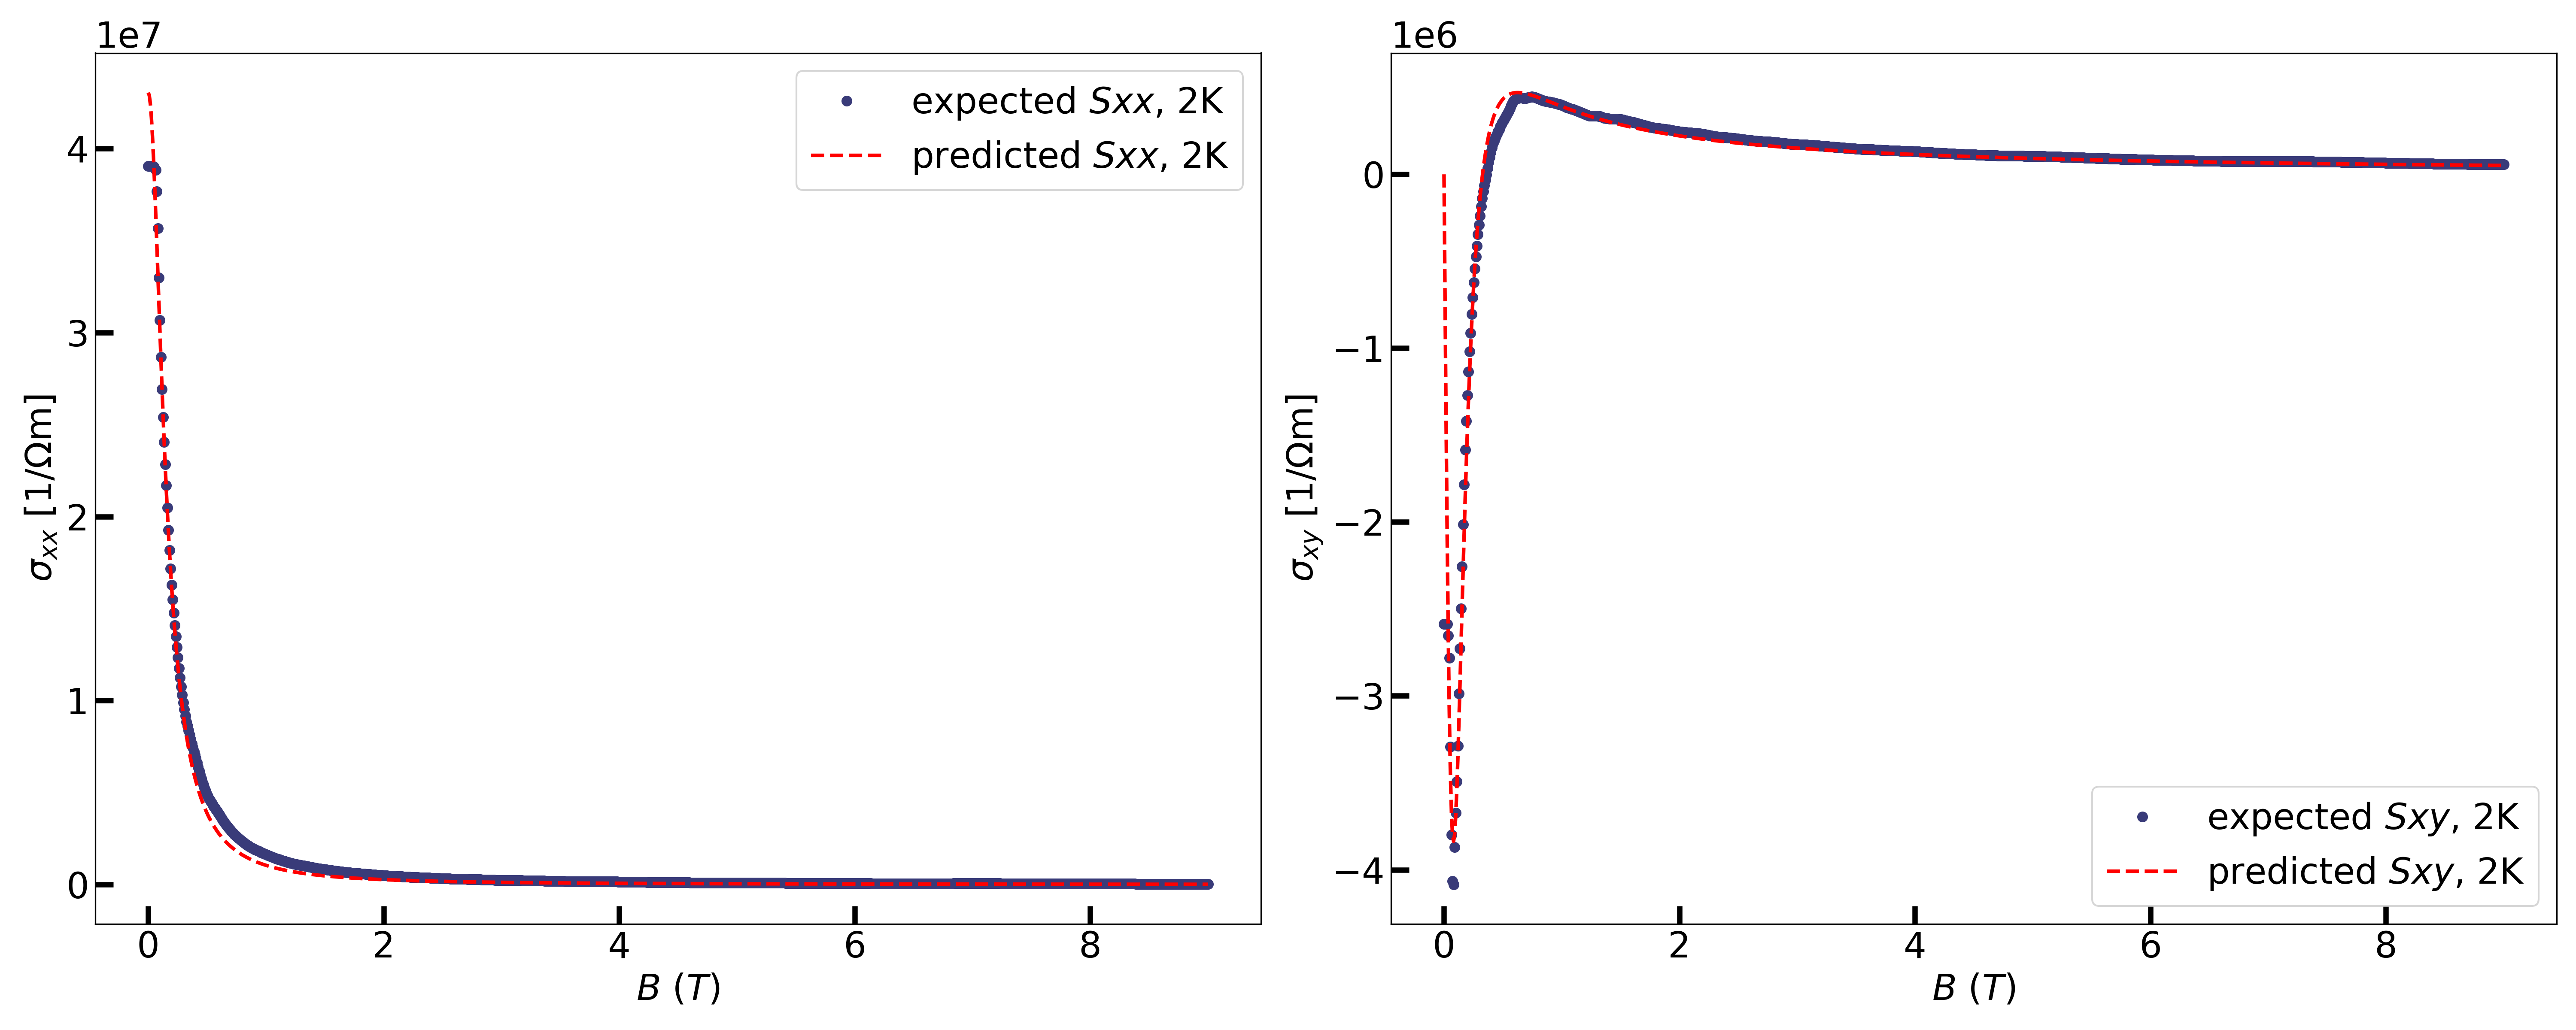 1e7
4
3
2
1
0
σxx [1/Ωm]
0 2 4 6 8
B (T)
expected Sxx, 2K
predicted Sxx, 2K
1e6
0
−1
−2
−3
−4
σxy [1/Ωm]
0 2 4 6 8
B (T)
expected Sxy, 2K
predicted Sxy, 2K